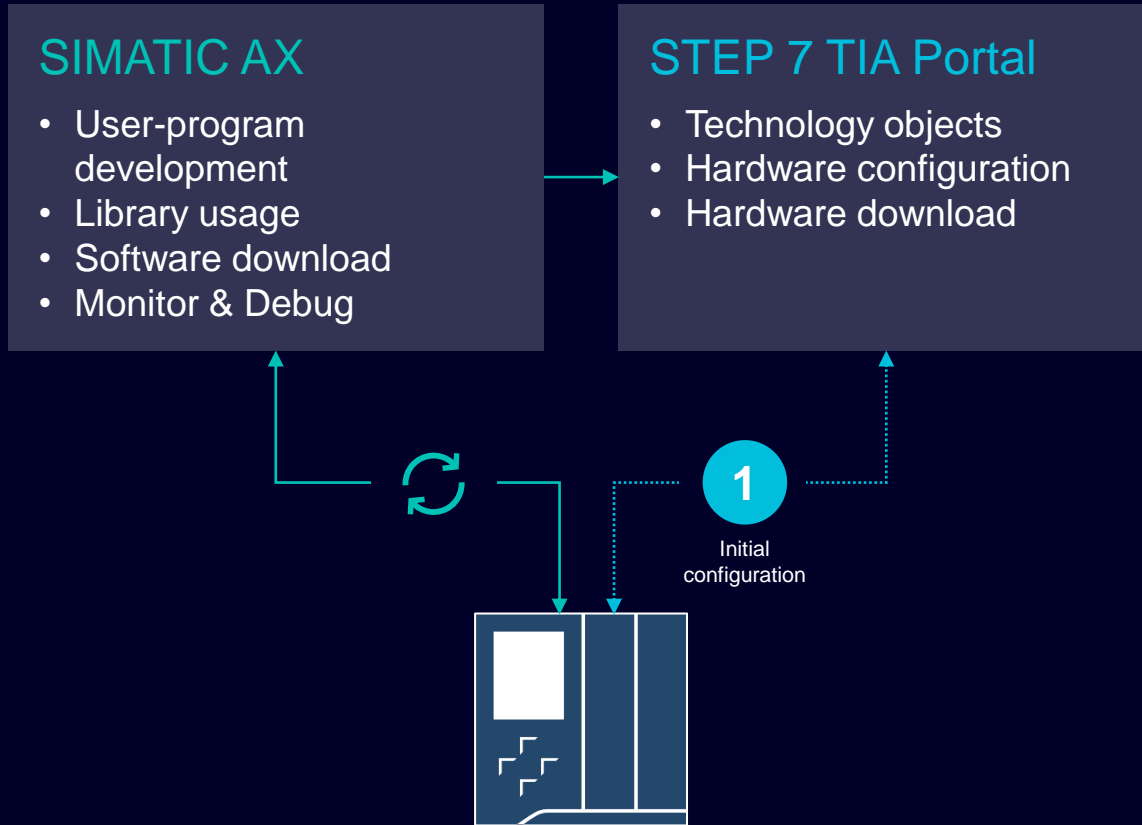 SIMATIC AX
• User-program
development
• Library usage
• Software download
• Monitor & Debug
STEP 7 TIA Portal
• Technology objects
• Hardware configuration
• Hardware download
1
Initial
configuration